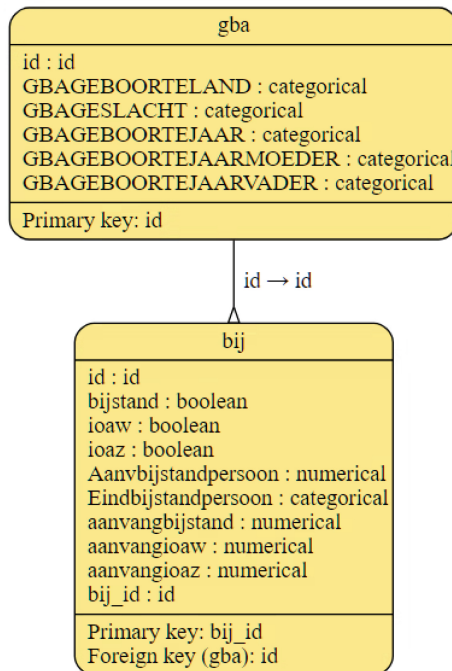 gba
id : id
GBAGEBOORTELAND : categorical
GBAGESLACHT : categorical
GBAGEBOORTEJAAR : categorical
GBAGEBOORTEJAARMOEDER : categorical
GBAGEBOORTEJAARVADER : categorical
Primary key: id
id → id
bij
id : id
bijstand : boolean
ioaw : boolean
ioaz : boolean
Aanvbijstandpersoon : numerical
Eindbijstandpersoon : categorical
aanvangbijstand : numerical
aanvangioaw : numerical
aanvangioaz : numerical
bij_id : id
Primary key: bij_id
Foreign key (gba): id